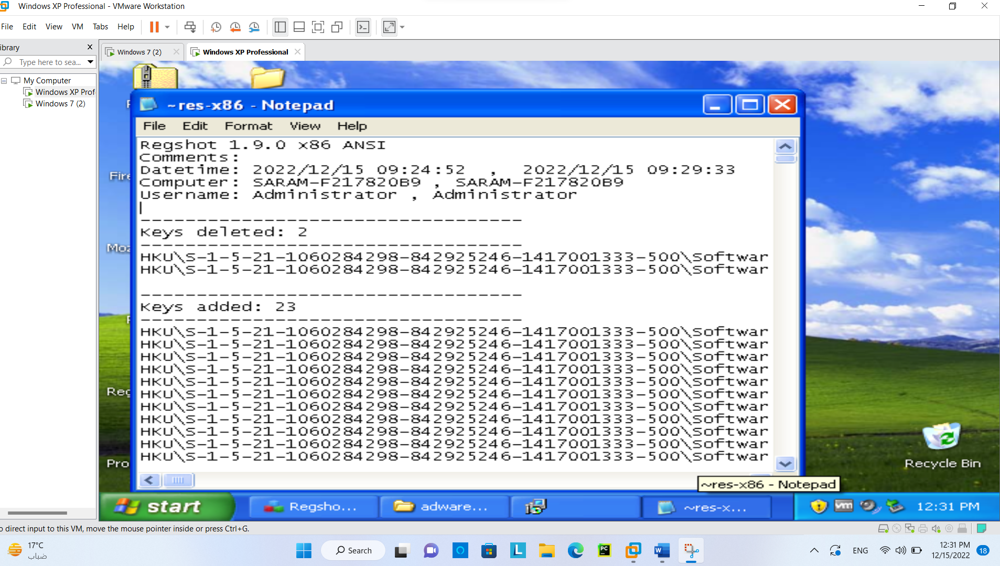 Windows XP Professional - VMware Workstation
File Edit View VM Tabs Help
ibrary
Type here to sea...
My Computer
Windows XP Prof
Windows 7 (2)
Windows 7 (2)
Windows XP Professional
~res-x86 - Notepad
File Edit Format View Help
Regshot 1.9.0 x86 ANSI
Comments:
Datetime: 2022/12/15 09:24:52 , 2022/12/15 09:29:33
Computer: SARAM-F217820B9 , SARAM-F217820B9
Username: Administrator , Administrator
----------------------------------
Keys deleted: 2
----------------------------------
HKU\S-1-5-21-1060284298-842925246-1417001333-500\Softwar
HKU\S-1-5-21-1060284298-842925246-1417001333-500\Softwar
----------------------------------
Keys added: 23
----------------------------------
HKU\S-1-5-21-1060284298-842925246-1417001333-500\Softwar
HKU\S-1-5-21-1060284298-842925246-1417001333-500\Softwar
HKU\S-1-5-21-1060284298-842925246-1417001333-500\Softwar
HKU\S-1-5-21-1060284298-842925246-1417001333-500\Softwar
HKU\S-1-5-21-1060284298-842925246-1417001333-500\Softwar
HKU\S-1-5-21-1060284298-842925246-1417001333-500\Softwar
HKU\S-1-5-21-1060284298-842925246-1417001333-500\Softwar
HKU\S-1-5-21-1060284298-842925246-1417001333-500\Softwar
HKU\S-1-5-21-1060284298-842925246-1417001333-500\Softwar
HKU\S-1-5-21-1060284298-842925246-1417001333-500\Softwar
HKU\S-1-5-21-1060284298-842925246-1417001333-500\Softwar
Fire
Moz
Reg
Pro
Recycle Bin
~res-x86 - Notepad
start
Regsho...
adware...
~res-x...
vm
12:31 PM
o direct input to this VM, move the mouse pointer inside or press Ctrl+G.
17°C
ضباب
Search
L
PC
W
ENG
12:31 PM
12/15/2022
18